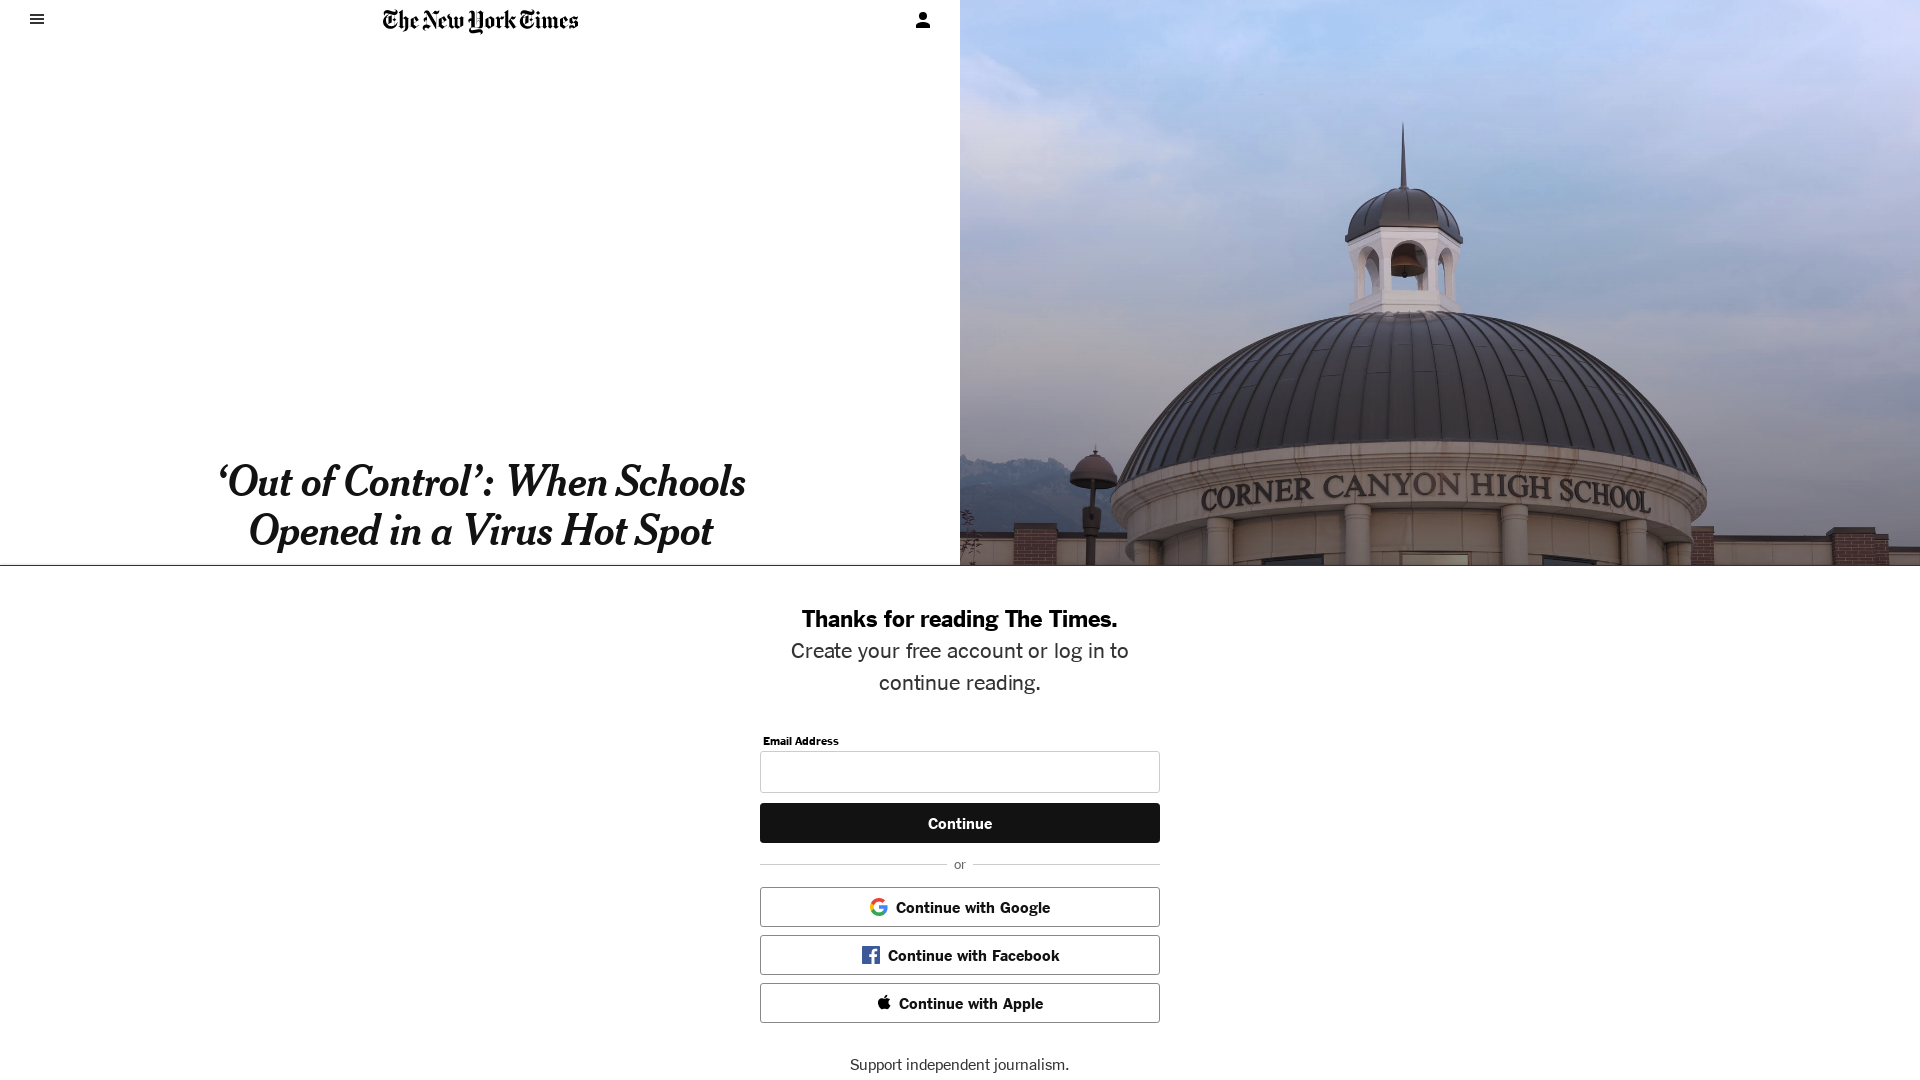 The New York Times
‘Out of Control’: When Schools
Opened in a Virus Hot Spot
CORNER CANYON HIGH SCHOOL
Thanks for reading The Times.
Create your free account or log in to
continue reading.
Email Address
Continue
or
Continue with Google
Continue with Facebook
Continue with Apple
Support independent journalism.